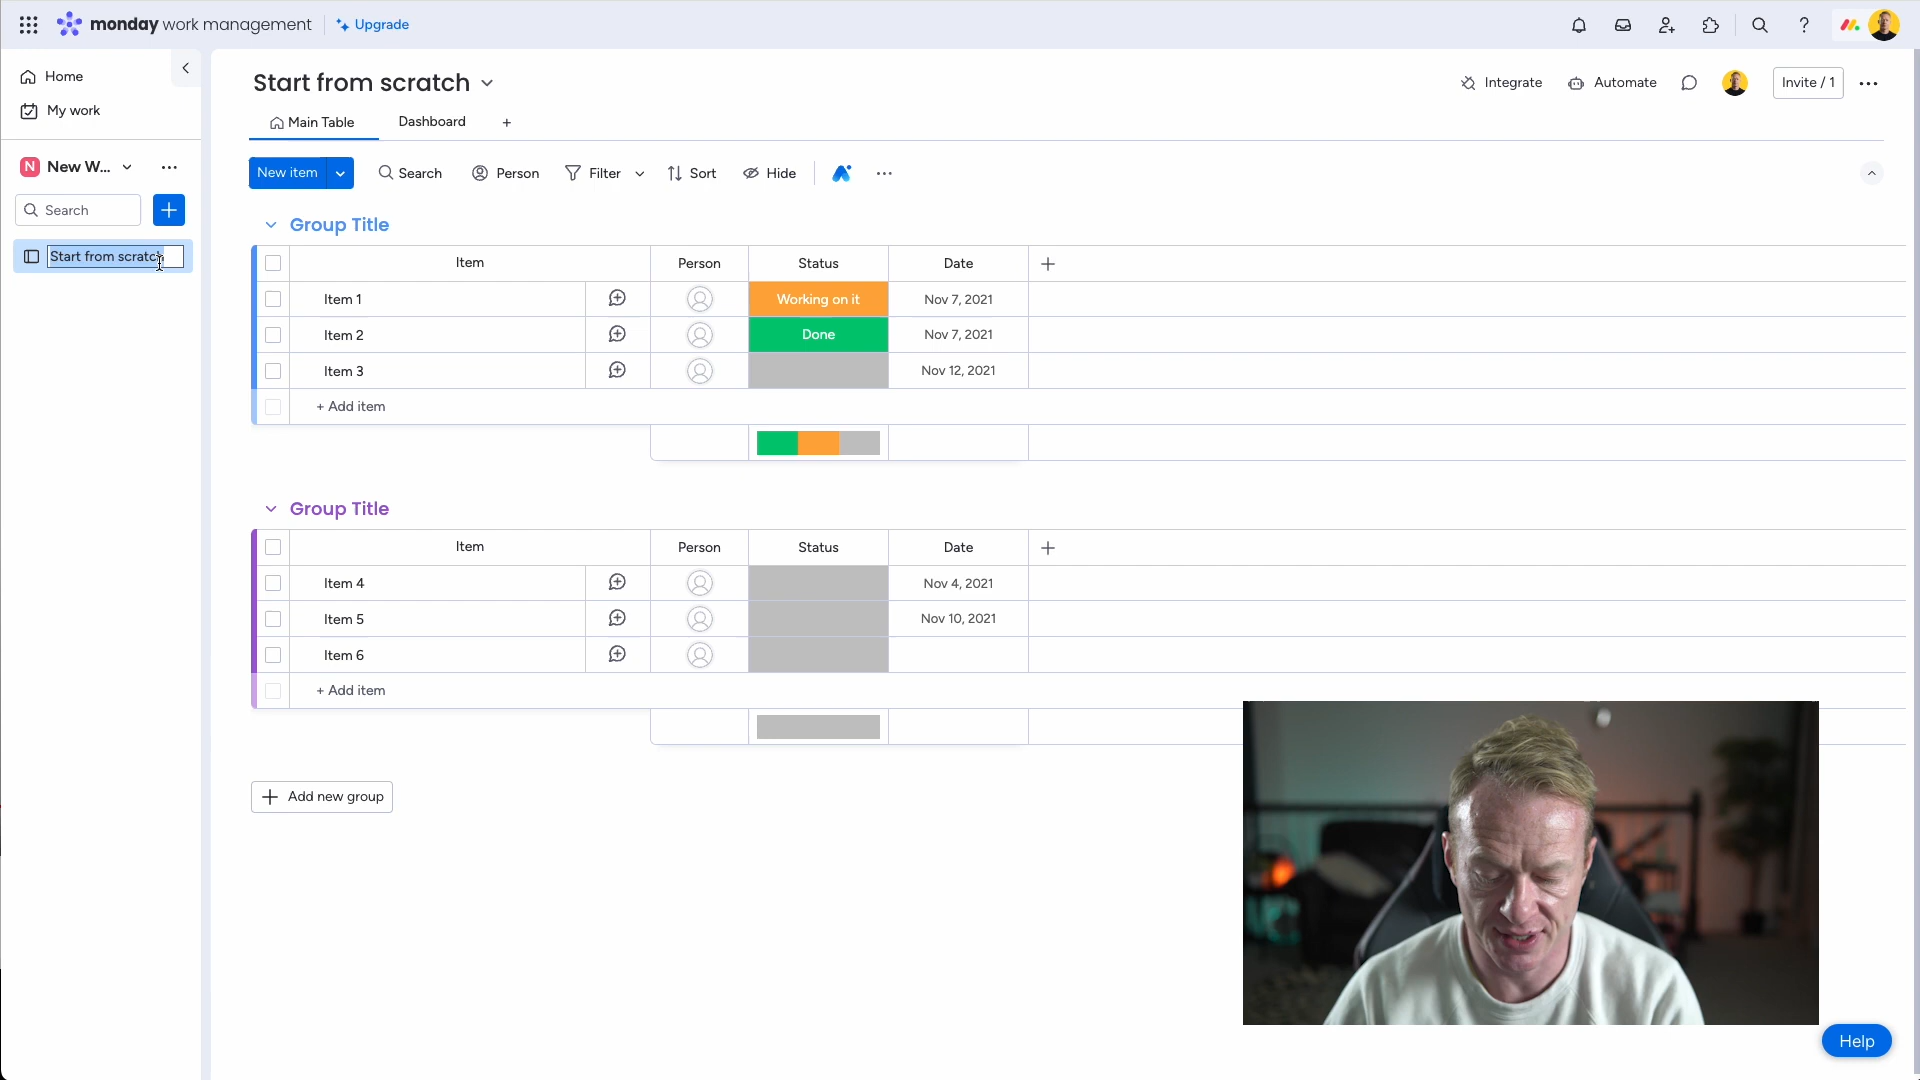 monday work management
Upgrade
Home
My work
N New W...
Search
Start from scratch
Start from scratch
Integrate
Automate
Invite / 1
Main Table
Dashboard
New item
Search
Person
Filter
Sort
Hide
Group Title
Item Person Status Date
Item 1 Working on it Nov 7, 2021
Item 2 Done Nov 7, 2021
Item 3 Nov 12, 2021
+ Add item
Group Title
Item Person Status Date
Item 4 Nov 4, 2021
Item 5 Nov 10, 2021
Item 6
+ Add item
Add new group
Help